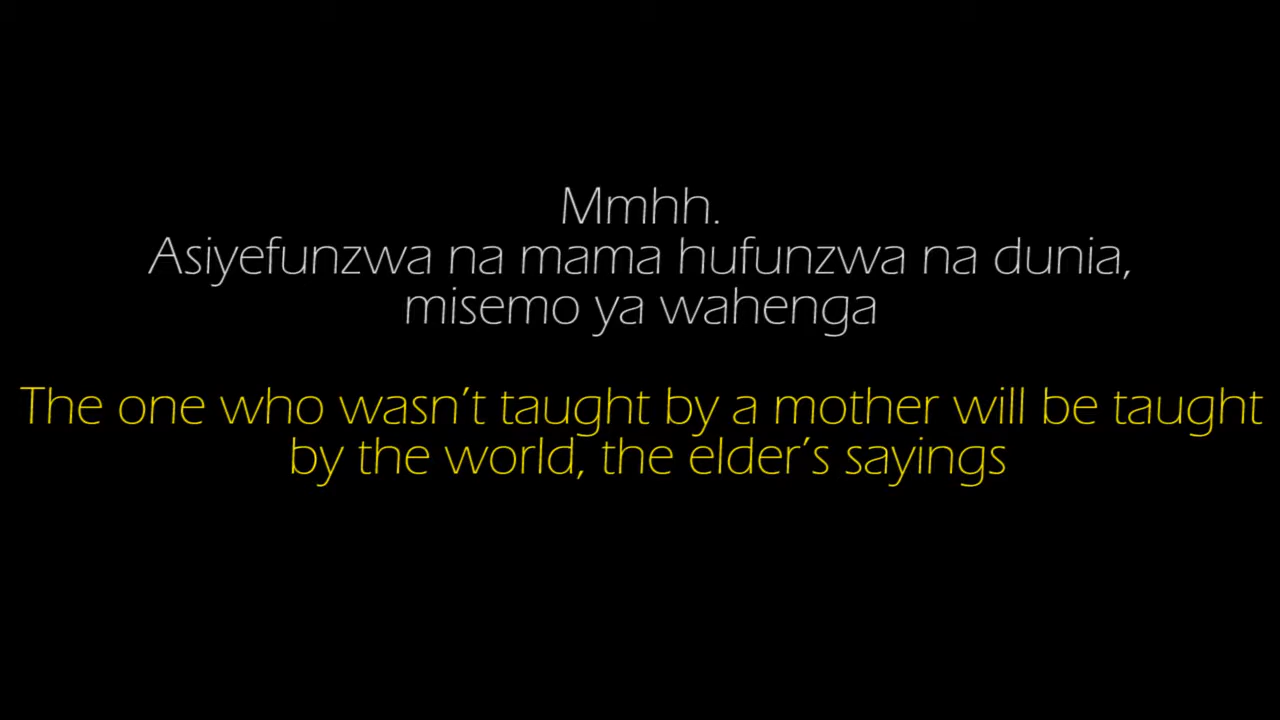 Mmhh.
Asiyefunzwa na mama hufunzwa na dunia,
misemo ya wahenga
The one who wasn’t taught by a mother will be taught
by the world, the elder’s sayings